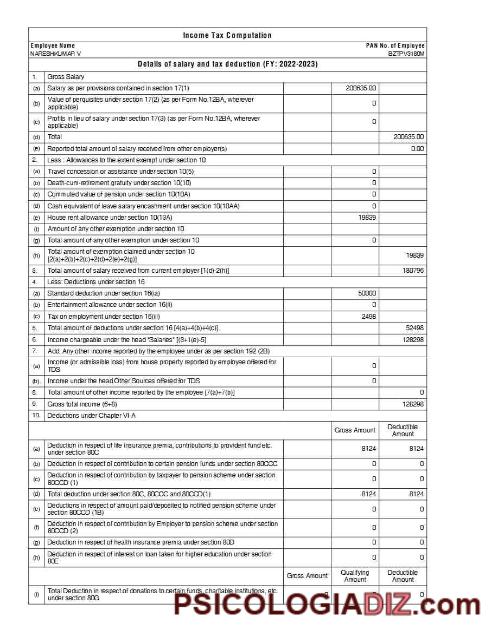 Income Tax Computation
Employee Name PAN No. of Employee
NARESHKUMAR V BZTPV3180M
Details of salary and tax deduction (FY: 2022-2023)
1. Gross Salary
(a) Salary as per provisions contained in section 17(1) 200635.00
(b) Value of perquisites under section 17(2) (as per Form No.12BA, wherever
applicable) 0
(c) Profits in lieu of salary under section 17(3) (as per Form No.12BA, wherever
applicable) 0
(d) Total 200635.00
(e) Reported total amount of salary received from other employer(s) 0.00
2. Less : Allowances to the extent exempt under section 10
(a) Travel concession or assistance under section 10(5) 0
(b) Death-cum-retirement gratuity under section 10(10) 0
(c) Commuted value of pension under section 10(10A) 0
(d) Cash equivalent of leave salary encashment under section 10(10AA) 0
(e) House rent allowance under section 10(13A) 19839
(f) Amount of any other exemption under section 10
(g) Total amount of any other exemption under section 10 0
(h) Total amount of exemption claimed under section 10
[2(a)+2(b)+2(c)+2(d)+2(e)+2(g)] 19839
3. Total amount of salary received from current employer [1(d)-2(h)] 180796
4. Less: Deductions under section 16
(a) Standard deduction under section 16(ia) 50000
(b) Entertainment allowance under section 16(ii) 0
(c) Tax on employment under section 16(iii) 2498
5. Total amount of deductions under section 16 [4(a)+4(b)+4(c)] 52498
6. Income chargeable under the head "Salaries" [(3+1(e)-5] 128298
7. Add: Any other income reported by the employee under as per section 192 (2B)
(a) Income (or admissible loss) from house property reported by employee offered for
TDS 0
(b). Income under the head Other Sources offered for TDS 0
8. Total amount of other income reported by the employee [7(a)+7(b)] 0
9. Gross total income (6+8) 128298
10. Deductions under Chapter VI-A
Gross Amount Deductible
Amount
(a) Deduction in respect of life insurance premia, contributions to provident fund etc.
under section 80C 8124 8124
(b) Deduction in respect of contribution to certain pension funds under section 80CCC 0 0
(c) Deduction in respect of contribution by taxpayer to pension scheme under section
80CCD (1) 0 0
(d) Total deduction under section 80C, 80CCC and 80CCD(1) 8124 8124
(e) Deductions in respect of amount paid/deposited to notified pension scheme under
section 80CCD (1B) 0 0
(f) Deduction in respect of contribution by Employer to pension scheme under section
80CCD (2) 0 0
(g) Deduction in respect of health insurance premia under section 80D 0 0
(h) Deduction in respect of interest on loan taken for higher education under section
80E 0 0
Gross Amount Qualifying
Amount Deductible
Amount
(i) Total Deduction in respect of donations to certain funds, charitable institutions, etc.
under section 80G
PSICOLOGIADIZ.com